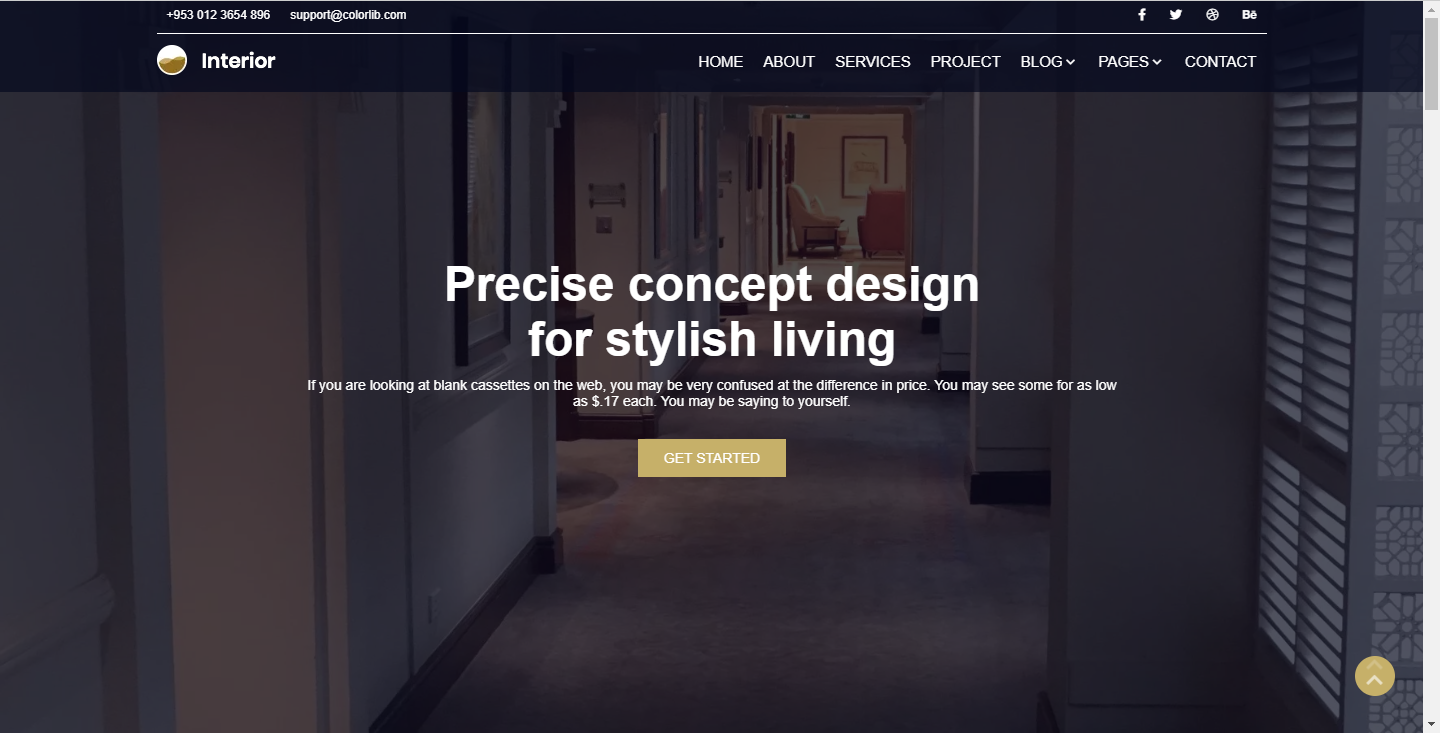 +953 012 3654 896 support@colorlib.com
Interior HOME ABOUT SERVICES PROJECT BLOG PAGES CONTACT
Precise concept design
for stylish living
If you are looking at blank cassettes on the web, you may be very confused at the difference in price. You may see some for as low
as $.17 each. You may be saying to yourself.
GET STARTED